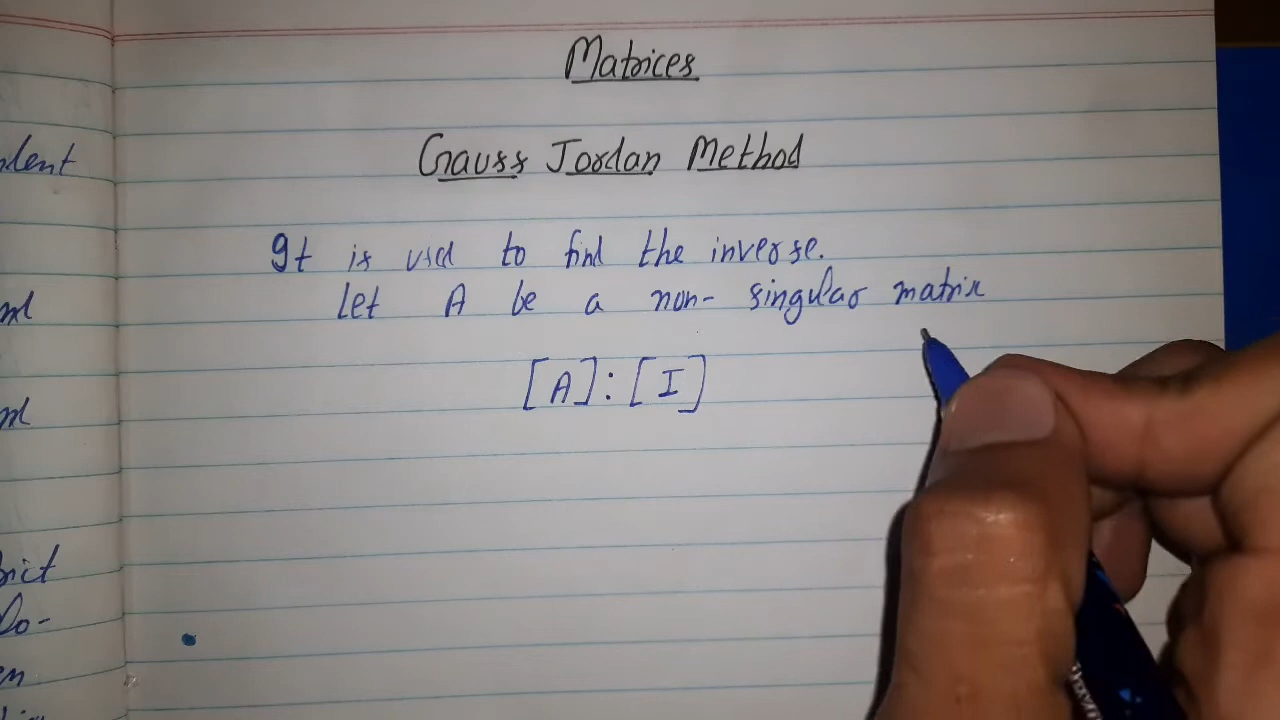 Matrices
Gauss Jordan Method
It is used to find the inverse.
Let A be a non-singular matrix
[A]:[I]